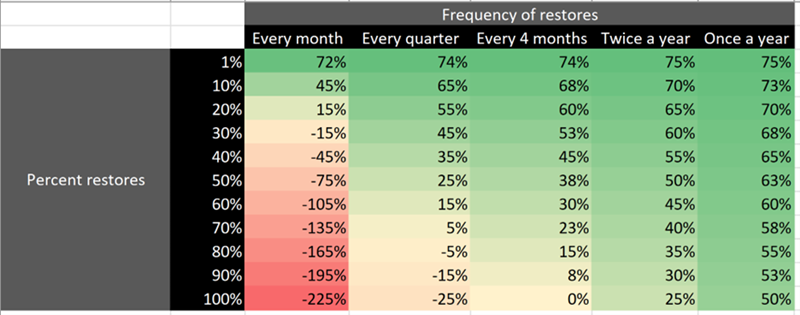 Frequency of restores
Every month Every quarter Every 4 months Twice a year Once a year
1% 72% 74% 74% 75% 75%
10% 45% 65% 68% 70% 73%
20% 15% 55% 60% 65% 70%
30% -15% 45% 53% 60% 68%
40% -45% 35% 45% 55% 65%
Percent restores 50% -75% 25% 38% 50% 63%
60% -105% 15% 30% 45% 60%
70% -135% 5% 23% 40% 58%
80% -165% -5% 15% 35% 55%
90% -195% -15% 8% 30% 53%
100% -225% -25% 0% 25% 50%